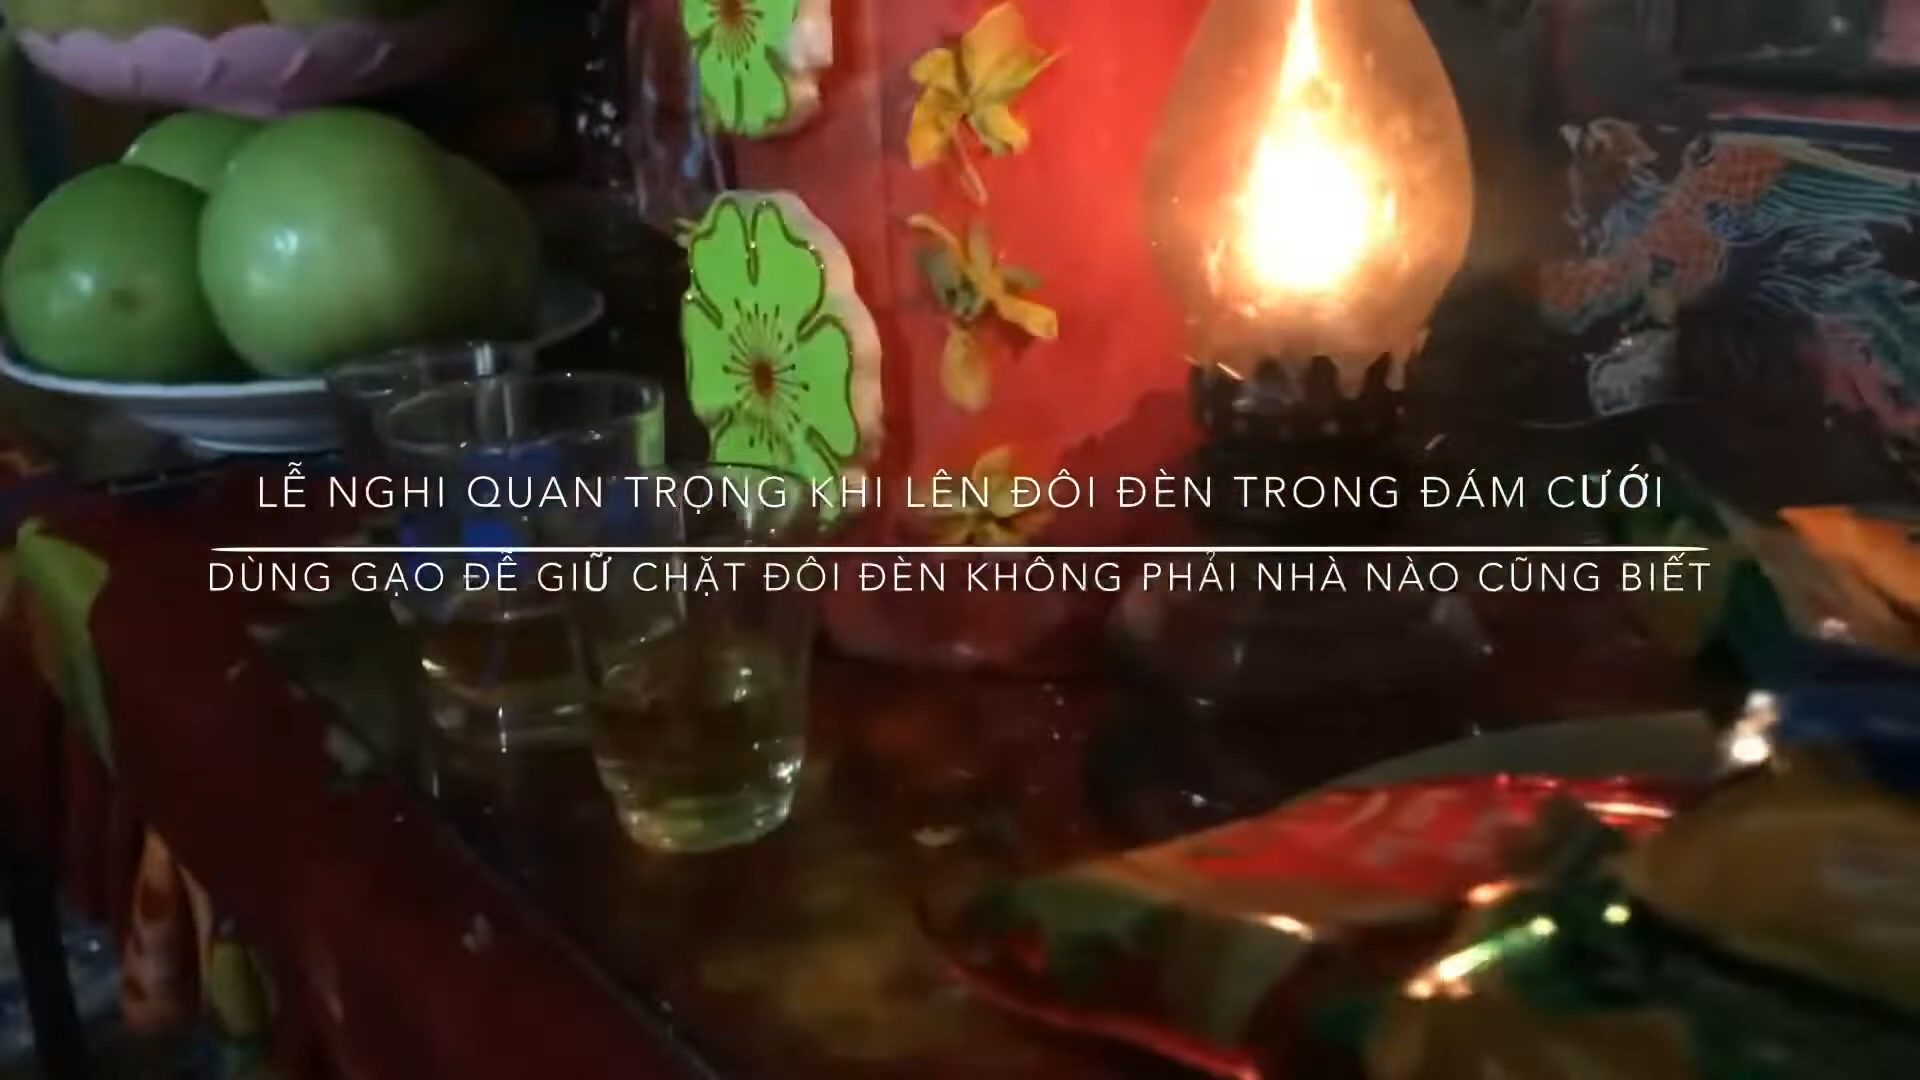 LỄ NGHI QUAN TRỌNG KHI LÊN ĐÔI ĐÈN TRONG ĐÁM CƯỚI
DÙNG GẠO ĐỂ GIỮ CHẶT ĐÔI ĐÈN KHÔNG PHẢI NHÀ NÀO CŨNG BIẾT